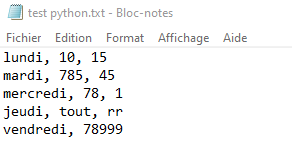 test python.txt - Bloc-notes
Fichier Edition Format Affichage Aide
lundi, 10, 15
mardi, 785, 45
mercredi, 78, 1
jeudi, tout, rr
vendredi, 78999